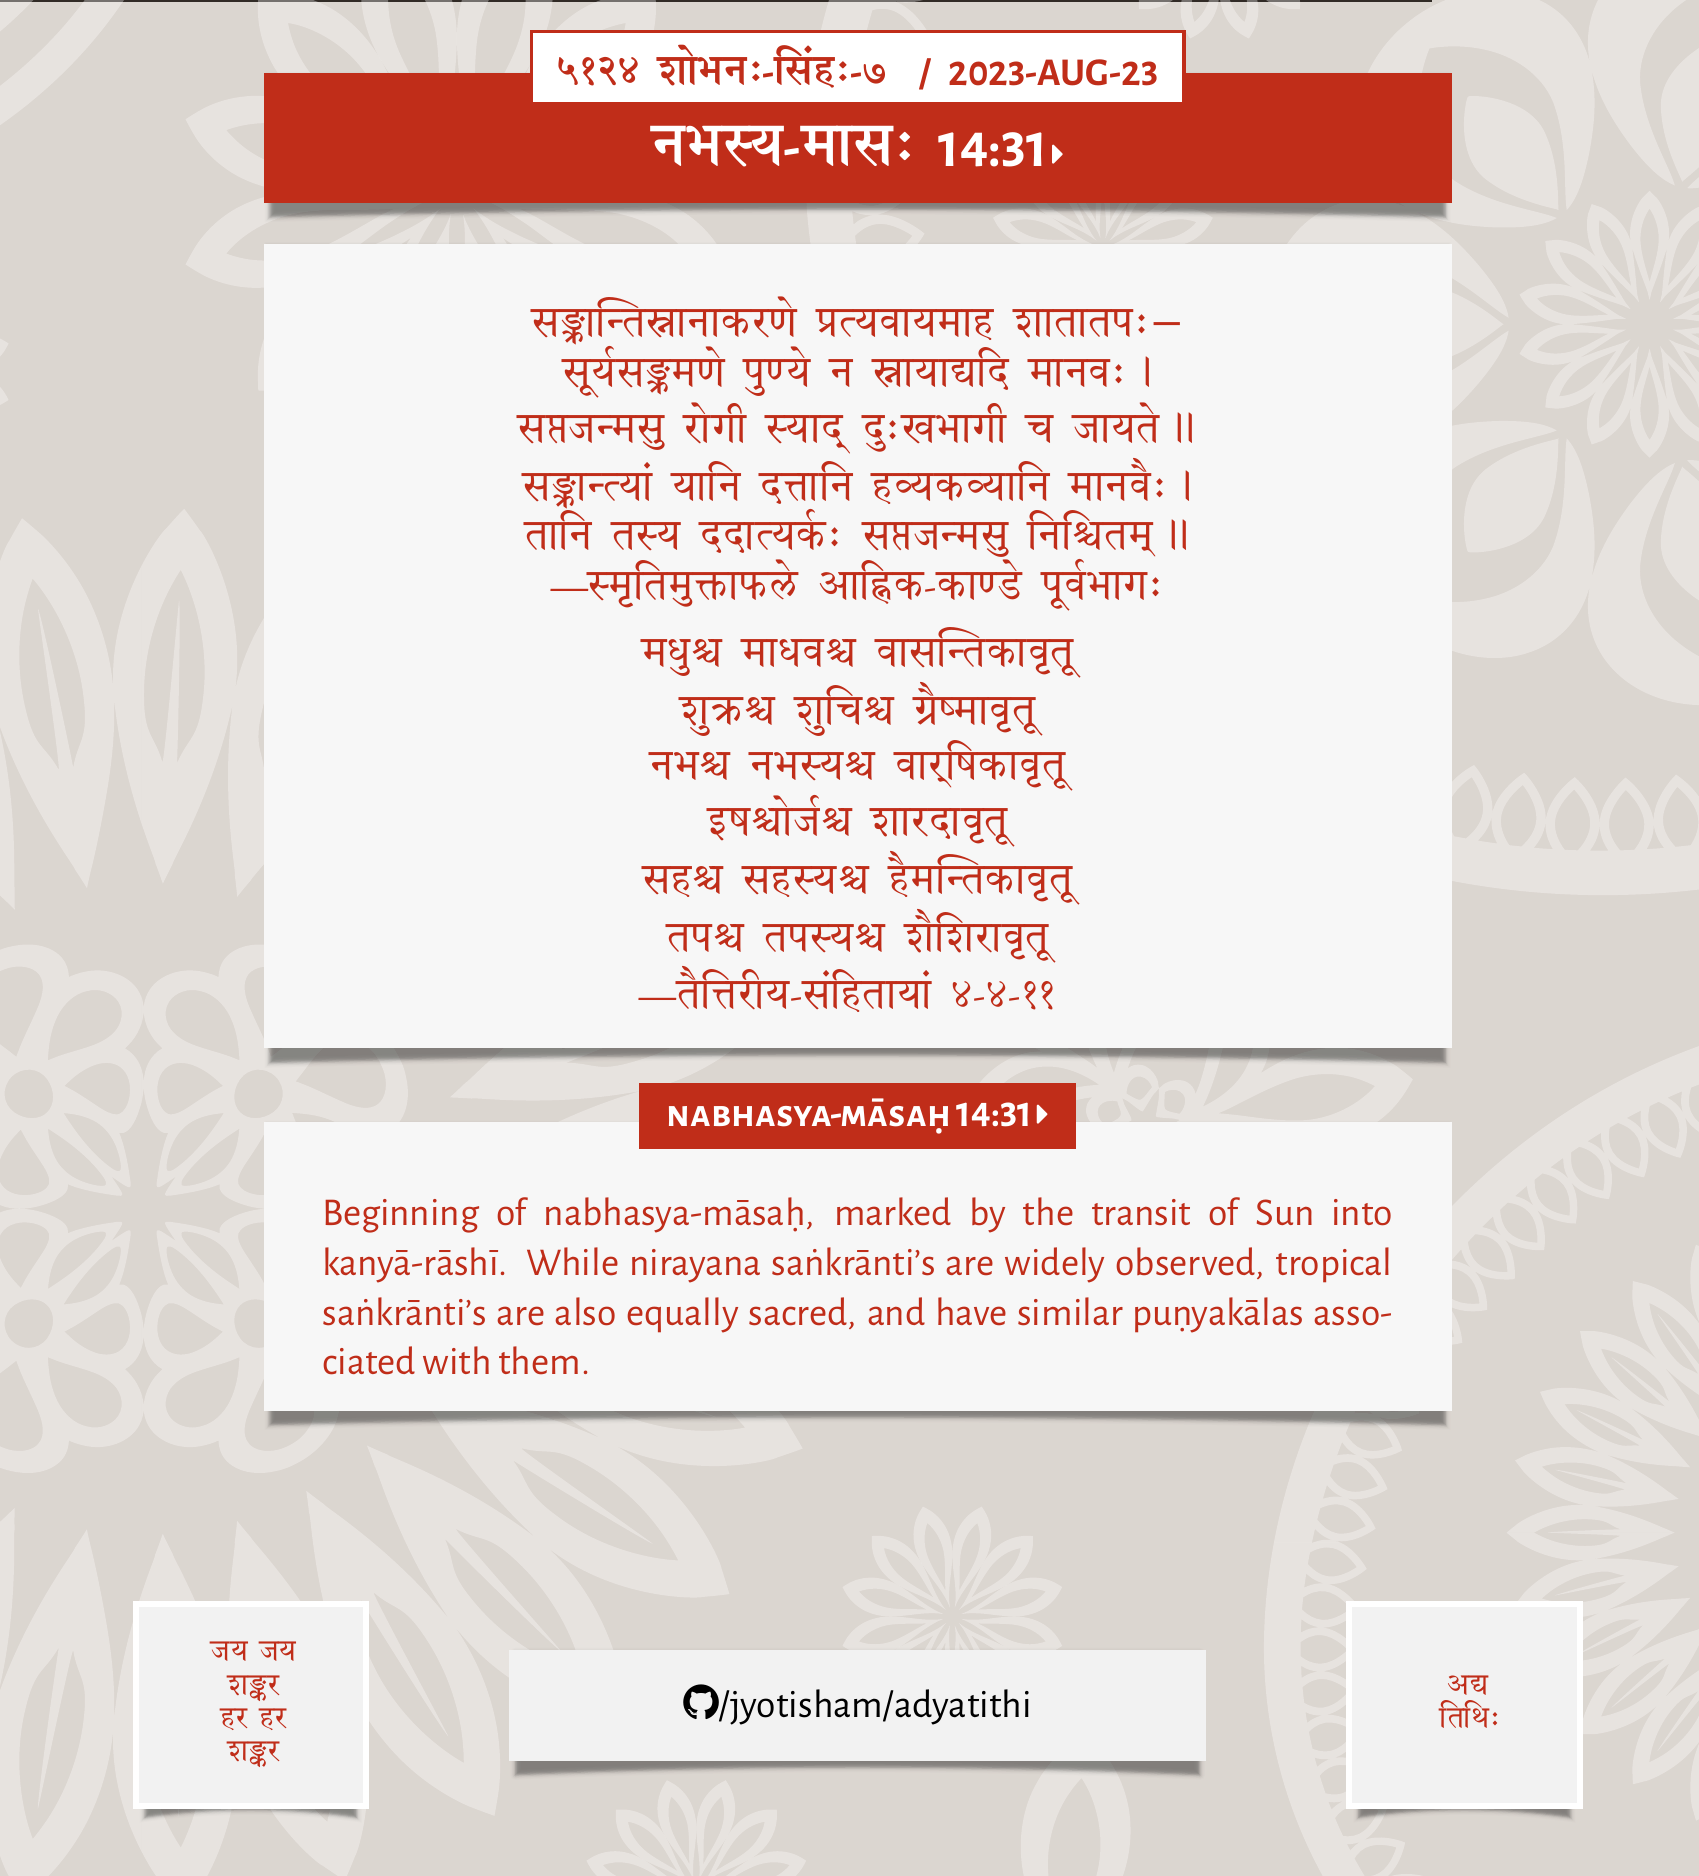 ५१२४ शोभनः-सिंहः-७ / 2023-AUG-23
नभस्य-मासः 14:31
सङ्क्रान्तिस्नानाकरणे प्रत्यवायमाह शातातपः–
सूर्यसङ्क्रमणे पुण्ये न स्नायाद्यदि मानवः ।
सप्तजन्मसु रोगी स्याद् दुःखभागी च जायते ॥
सङ्क्रान्त्यां यानि दत्तानि हव्यकव्यानि मानवैः ।
तानि तस्य ददात्यर्कः सप्तजन्मसु निश्चितम् ॥
—स्मृतिमुक्ताफले आह्निक-काण्डे पूर्वभागः
मधुश्च माधवश्च वासन्तिकावृतू
शुक्रश्च शुचिश्च ग्रैष्मावृतू
नभश्च नभस्यश्च वार्‌षिकावृतू
इषश्चोर्जश्च शारदावृतू
सहश्च सहस्यश्च हैमन्तिकावृतू
तपश्च तपस्यश्च शैशिरावृतू
—तैत्तिरीय-संहितायां ४-४-११
NABHASYA-MĀSAḤ 14:31
Beginning of nabhasya-māsaḥ, marked by the transit of Sun into
kanyā-rāshī. While nirayana saṅkrānti’s are widely observed, tropical
saṅkrānti’s are also equally sacred, and have similar puṇyakālas asso-
ciated with them.
जय जय
शङ्कर
हर हर
शङ्कर
/jyotisham/adyatithi
अद्य
तिथिः